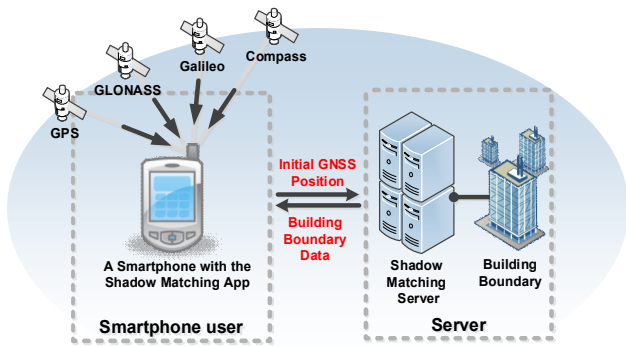 Compass
Galileo
GLONASS
GPS
Initial GNSS
Position
Building
Boundary
Data
A Smartphone with the
Shadow Matching App
Shadow
Matching
Server
Building
Boundary
Smartphone user
Server